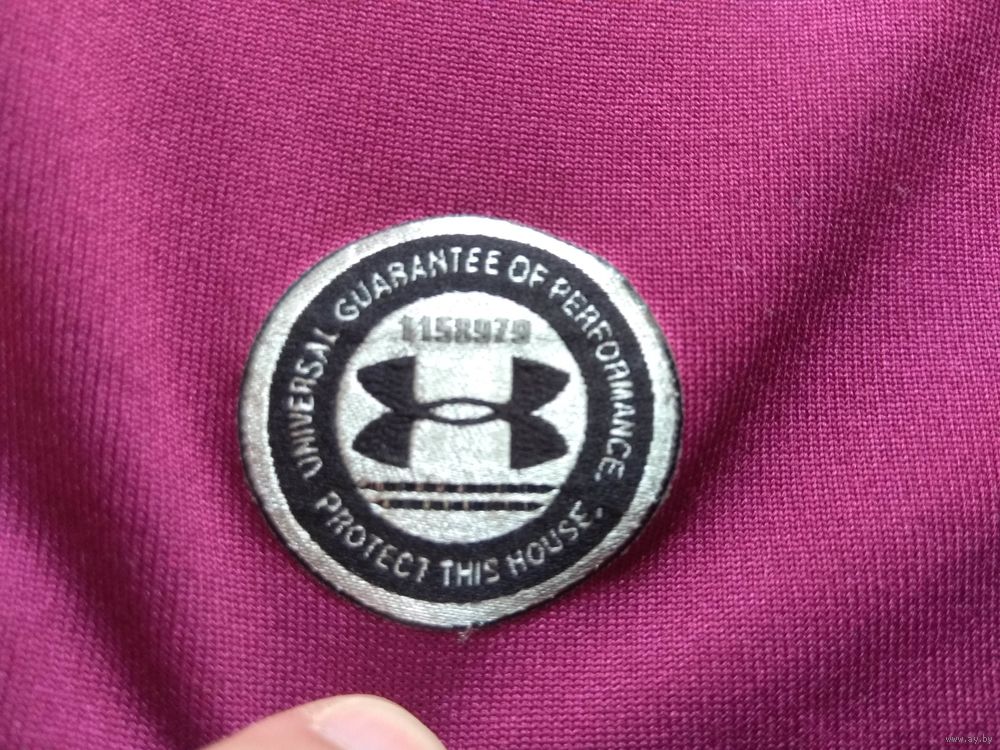 UNIVERSAL GUARANTEE OF PERFORMANCE.
1158979
PROTECT THIS HOUSE.
www.ay.by